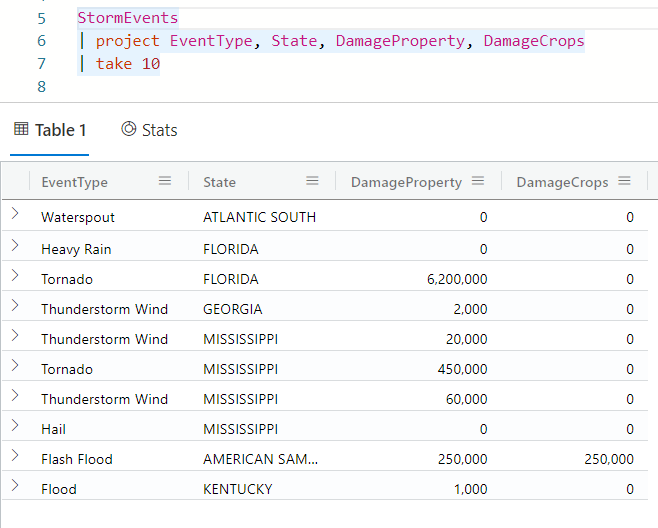 5 StormEvents
6 | project EventType, State, DamageProperty, DamageCrops
7 | take 10
8
Table 1 Stats
EventType State DamageProperty DamageCrops
Waterspout ATLANTIC SOUTH 0 0
Heavy Rain FLORIDA 0 0
Tornado FLORIDA 6,200,000 0
Thunderstorm Wind GEORGIA 2,000 0
Thunderstorm Wind MISSISSIPPI 20,000 0
Tornado MISSISSIPPI 450,000 0
Thunderstorm Wind MISSISSIPPI 60,000 0
Hail MISSISSIPPI 0 0
Flash Flood AMERICAN SAM... 250,000 250,000
Flood KENTUCKY 1,000 0